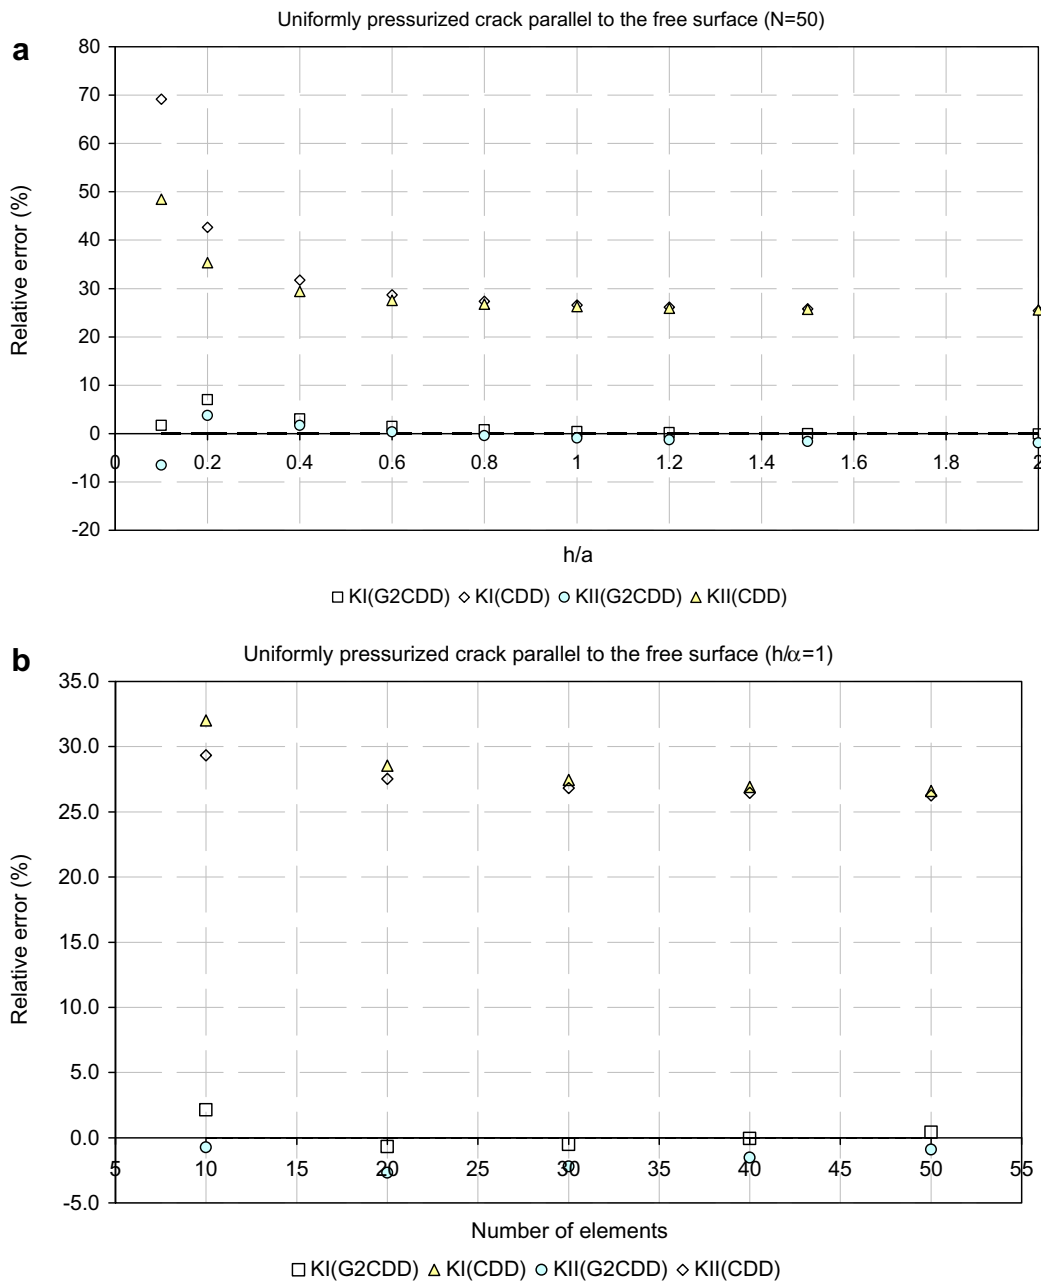 Uniformly pressurized crack parallel to the free surface (N=50)
a
80
70
60
50
40
30
20
10
0
-10
-20
Relative error (%)
0 0.2 0.4 0.6 0.8 1 1.2 1.4 1.6 1.8 2
h/a
KI(G2CDD) KI(CDD) KII(G2CDD) KII(CDD)
b
Uniformly pressurized crack parallel to the free surface (h/α=1)
35.0
30.0
25.0
20.0
15.0
10.0
5.0
0.0
-5.0
Relative error (%)
5 10 15 20 25 30 35 40 45 50 55
Number of elements
KI(G2CDD) KI(CDD) KII(G2CDD) KII(CDD)